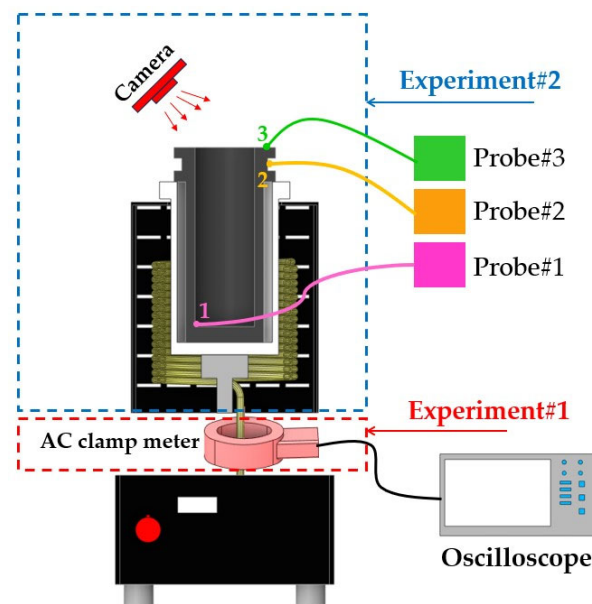 Camera
Experiment#2
3
Probe#3
2
Probe#2
Probe#1
1
Experiment#1
AC clamp meter
Oscilloscope